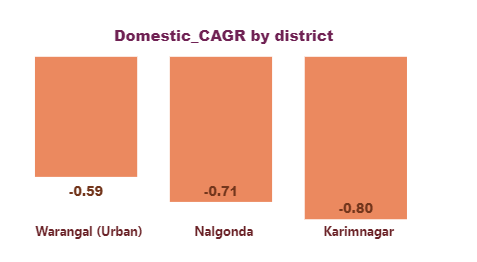 Domestic_CAGR by district
-0.59
-0.71
-0.80
Warangal (Urban)
Nalgonda
Karimnagar